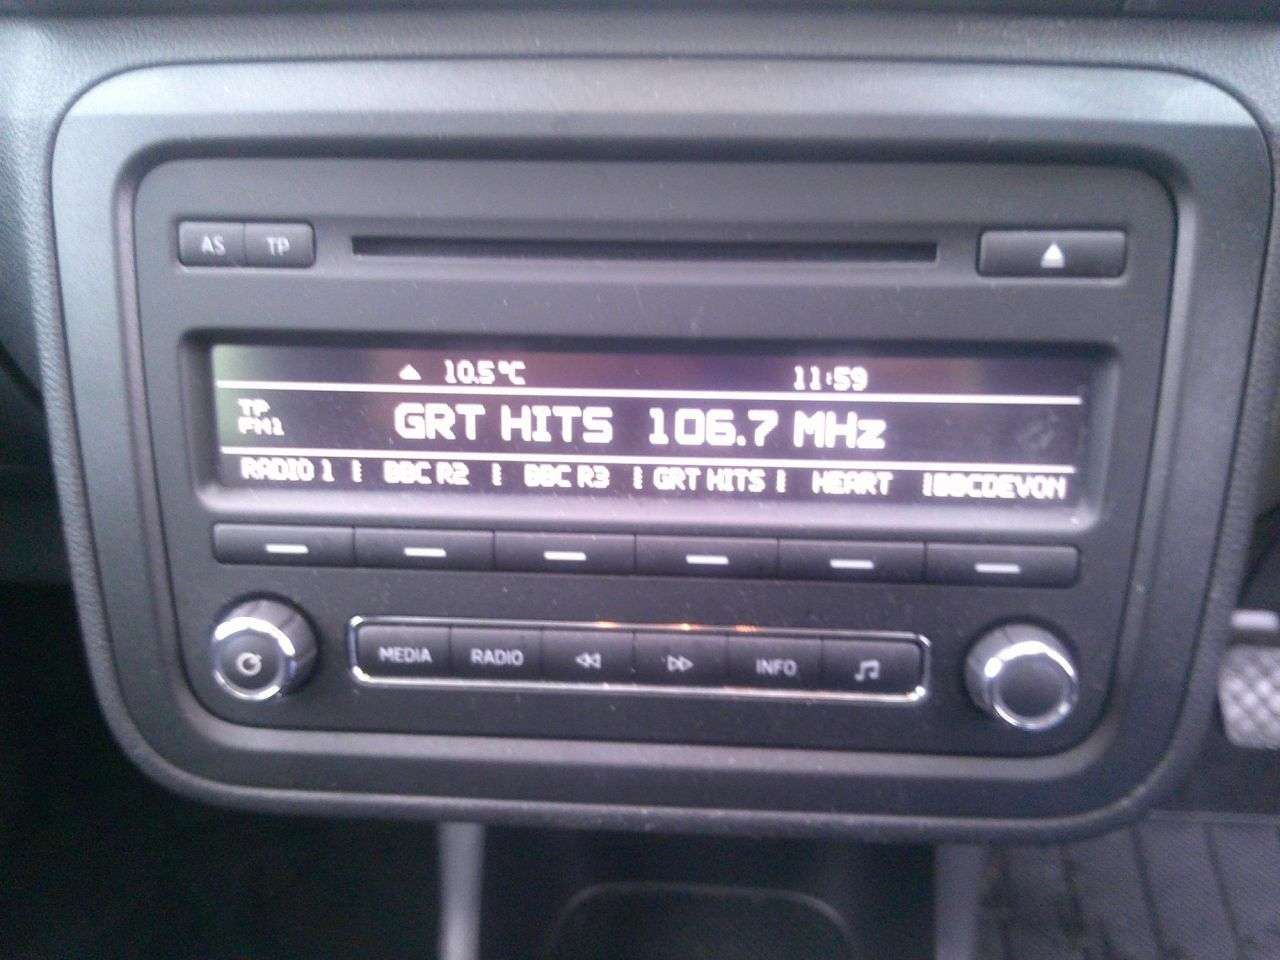 AS TP
10.5°C 11:59
TP
FM1
GRT HITS 106.7 MHz
RADIO 1 BBC R2 BBC R3 GRT HITS HEART BBCDEVON
MEDIA RADIO INFO